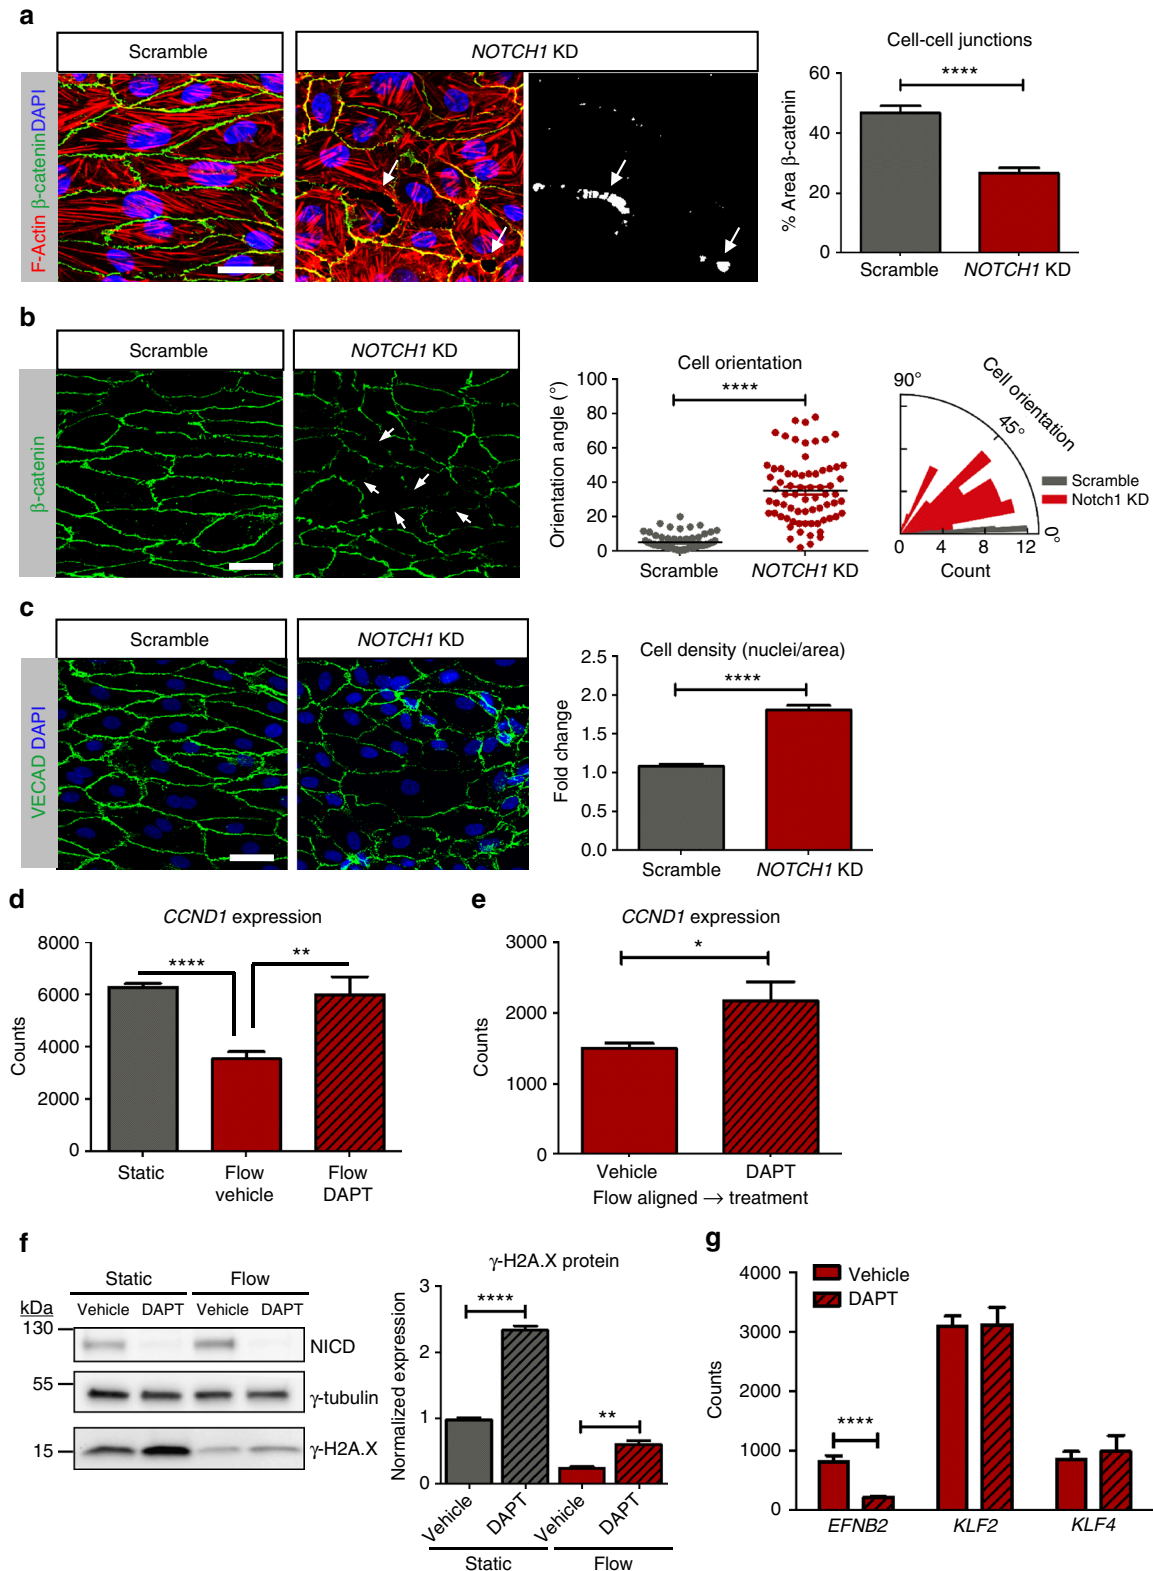 a
Scramble
NOTCH1 KD
F-Actin β-catenin DAPI
Cell-cell junctions
% Area β-catenin
60
40
20
0
****
Scramble
NOTCH1 KD
b
Scramble
NOTCH1 KD
β-catenin
Cell orientation
Orientation angle (°)
100
80
60
40
20
0
****
Scramble
NOTCH1 KD
90°
45°
0°
Cell orientation
Scramble
Notch1 KD
0 4 8 12
Count
c
Scramble
NOTCH1 KD
VECAD DAPI
Cell density (nuclei/area)
Fold change
2.5
2.0
1.5
1.0
0.5
0.0
****
Scramble
NOTCH1 KD
d
CCND1 expression
Counts
8000
6000
4000
2000
0
****
**
Static
Flow vehicle
Flow DAPT
e
CCND1 expression
Counts
3000
2000
1000
0
*
Vehicle
DAPT
Flow aligned → treatment
f
Static Flow
kDa
Vehicle DAPT Vehicle DAPT
130
NICD
55
γ-tubulin
15
γ-H2A.X
γ-H2A.X protein
Normalized expression
3
2
1
0
****
**
Vehicle
DAPT
Vehicle
DAPT
Static
Flow
g
Vehicle
DAPT
Counts
4000
3000
2000
1000
0
****
EFNB2
KLF2
KLF4